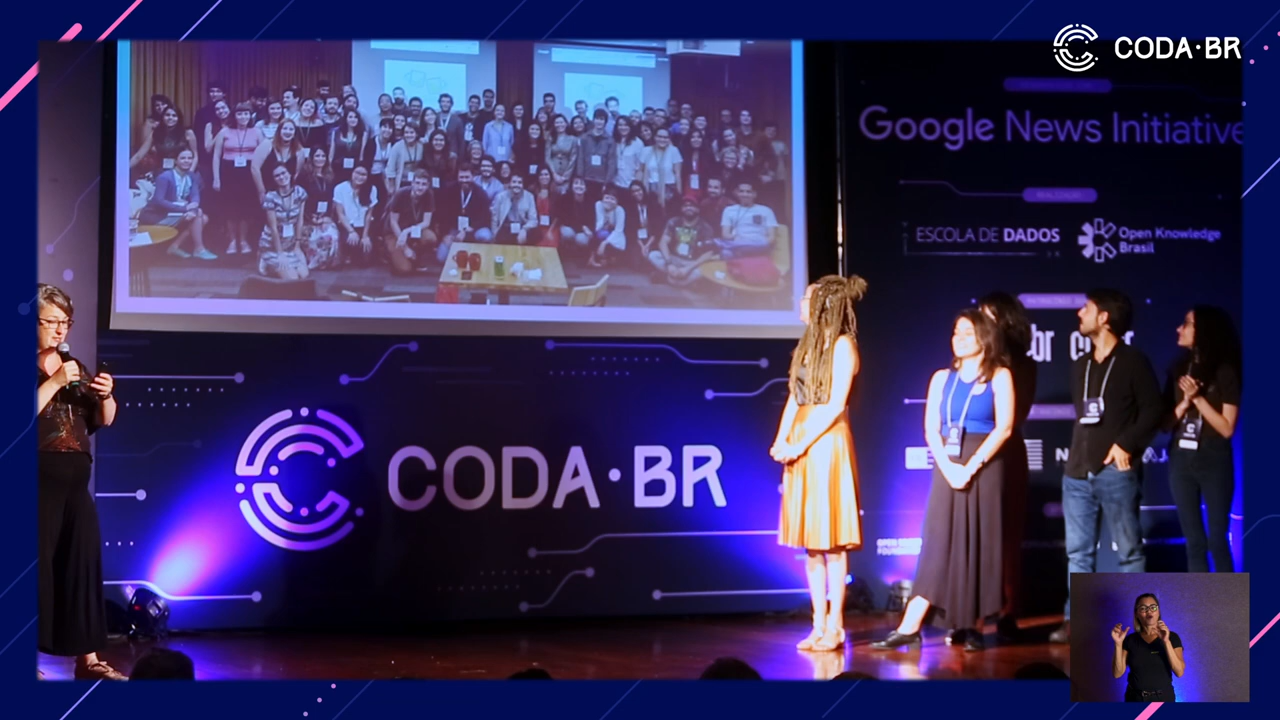 CODA·BR
Google News Initiative
ESCOLA DE DADOS
Open Knowledge
Brasil
CODA·BR